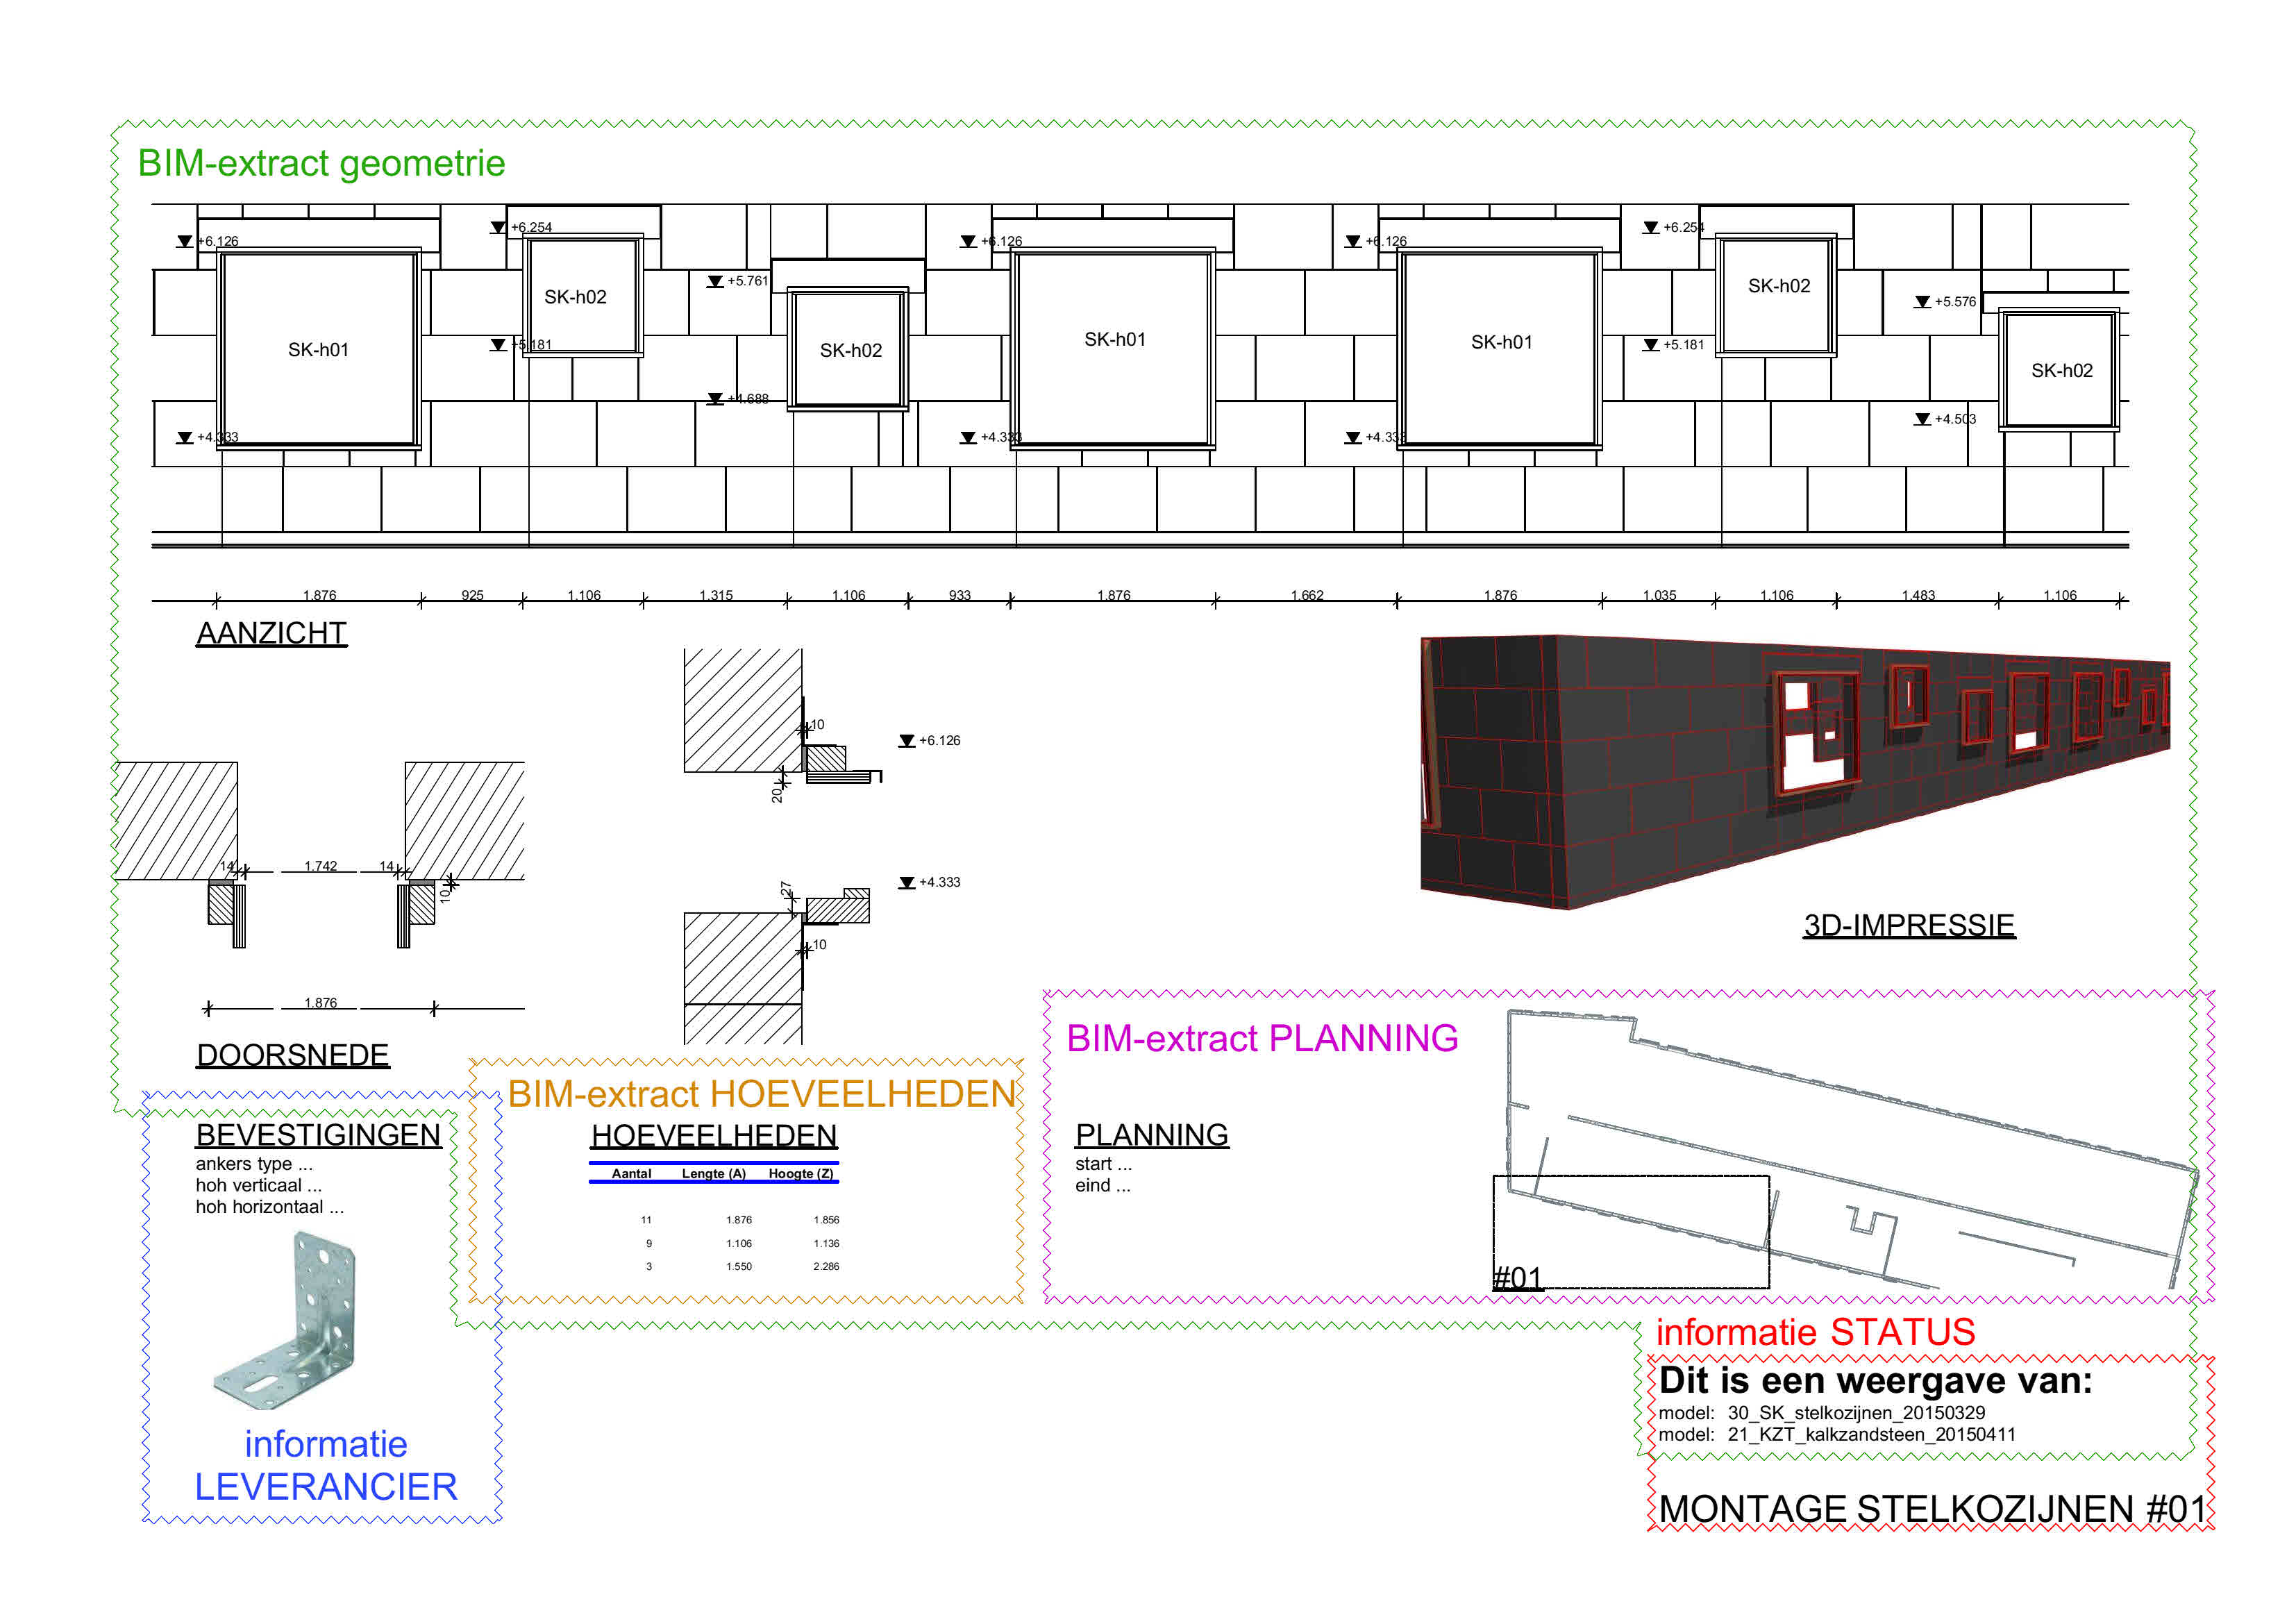 BIM-extract geometrie
+6.126
+6.254
+5.761
+6.126
+6.126
+6.254
+5.576
SK-h01
SK-h02
SK-h02
SK-h01
SK-h01
SK-h02
SK-h02
+5.181
+4.688
+5.181
+4.503
+4.333
+4.333
+4.333
1.876 925 1.106 1.315 1.106 933 1.876 1.662 1.876 1.035 1.106 1.483 1.106
AANZICHT
10
+6.126
20
14 1.742 14
10
27
+4.333
10
1.876
DOORSNEDE
3D-IMPRESSIE
BIM-extract PLANNING
PLANNING
start ...
eind ...
#01
BIM-extract HOEVEELHEDEN
HOEVEELHEDEN
Aantal Lengte (A) Hoogte (Z)
11 1.876 1.856
9 1.106 1.136
3 1.550 2.286
BEVESTIGINGEN
ankers type ...
hoh verticaal ...
hoh horizontaal ...
informatie
LEVERANCIER
informatie STATUS
Dit is een weergave van:
model: 30_SK_stelkozijnen_20150329
model: 21_KZT_kalkzandsteen_20150411
MONTAGE STELKOZIJNEN #01